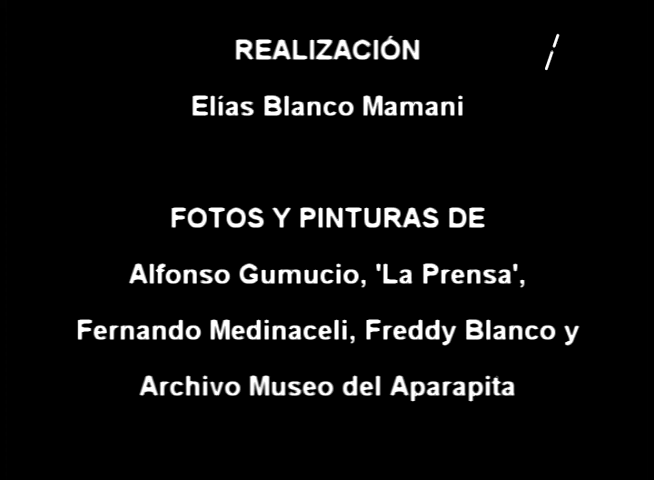 REALIZACIÓN
Elías Blanco Mamani
FOTOS Y PINTURAS DE
Alfonso Gumucio, 'La Prensa',
Fernando Medinaceli, Freddy Blanco y
Archivo Museo del Aparapita